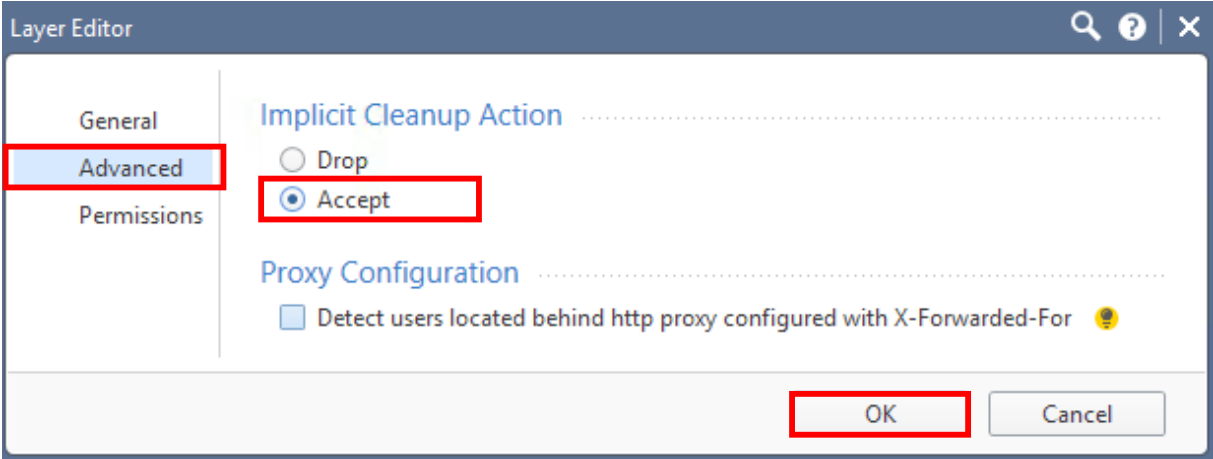 Layer Editor
General
Advanced
Permissions
Implicit Cleanup Action
Drop
Accept
Proxy Configuration
Detect users located behind http proxy configured with X-Forwarded-For
OK
Cancel